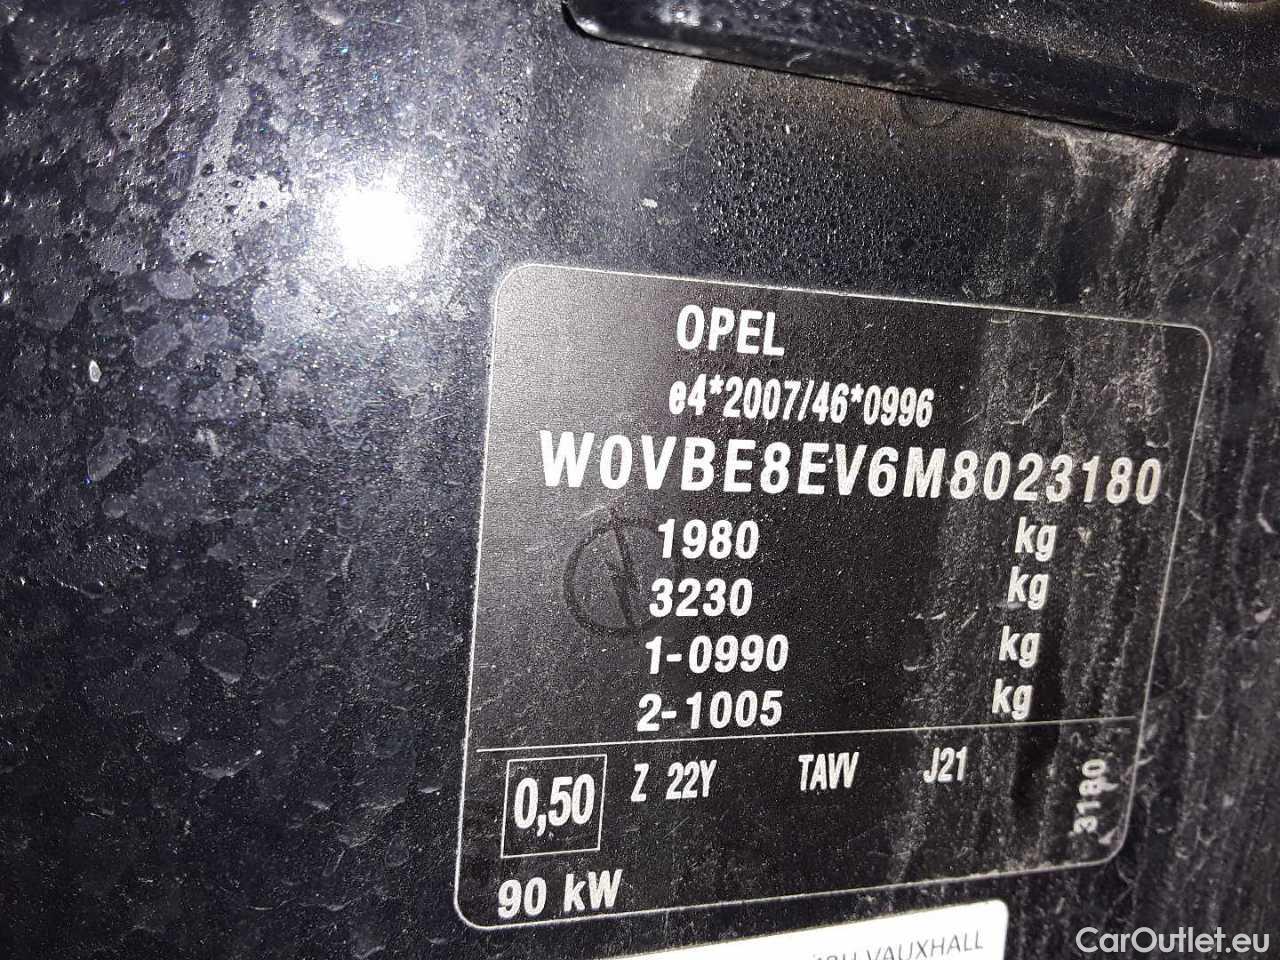 OPEL
e4*2007/46*0996
W0VBE8EV6M8023180
1980 kg
3230 kg
1-0990 kg
2-1005 kg
0,50 Z 22Y TAW J21 3180
90 kW
VAUXHALL
CarOutlet.eu